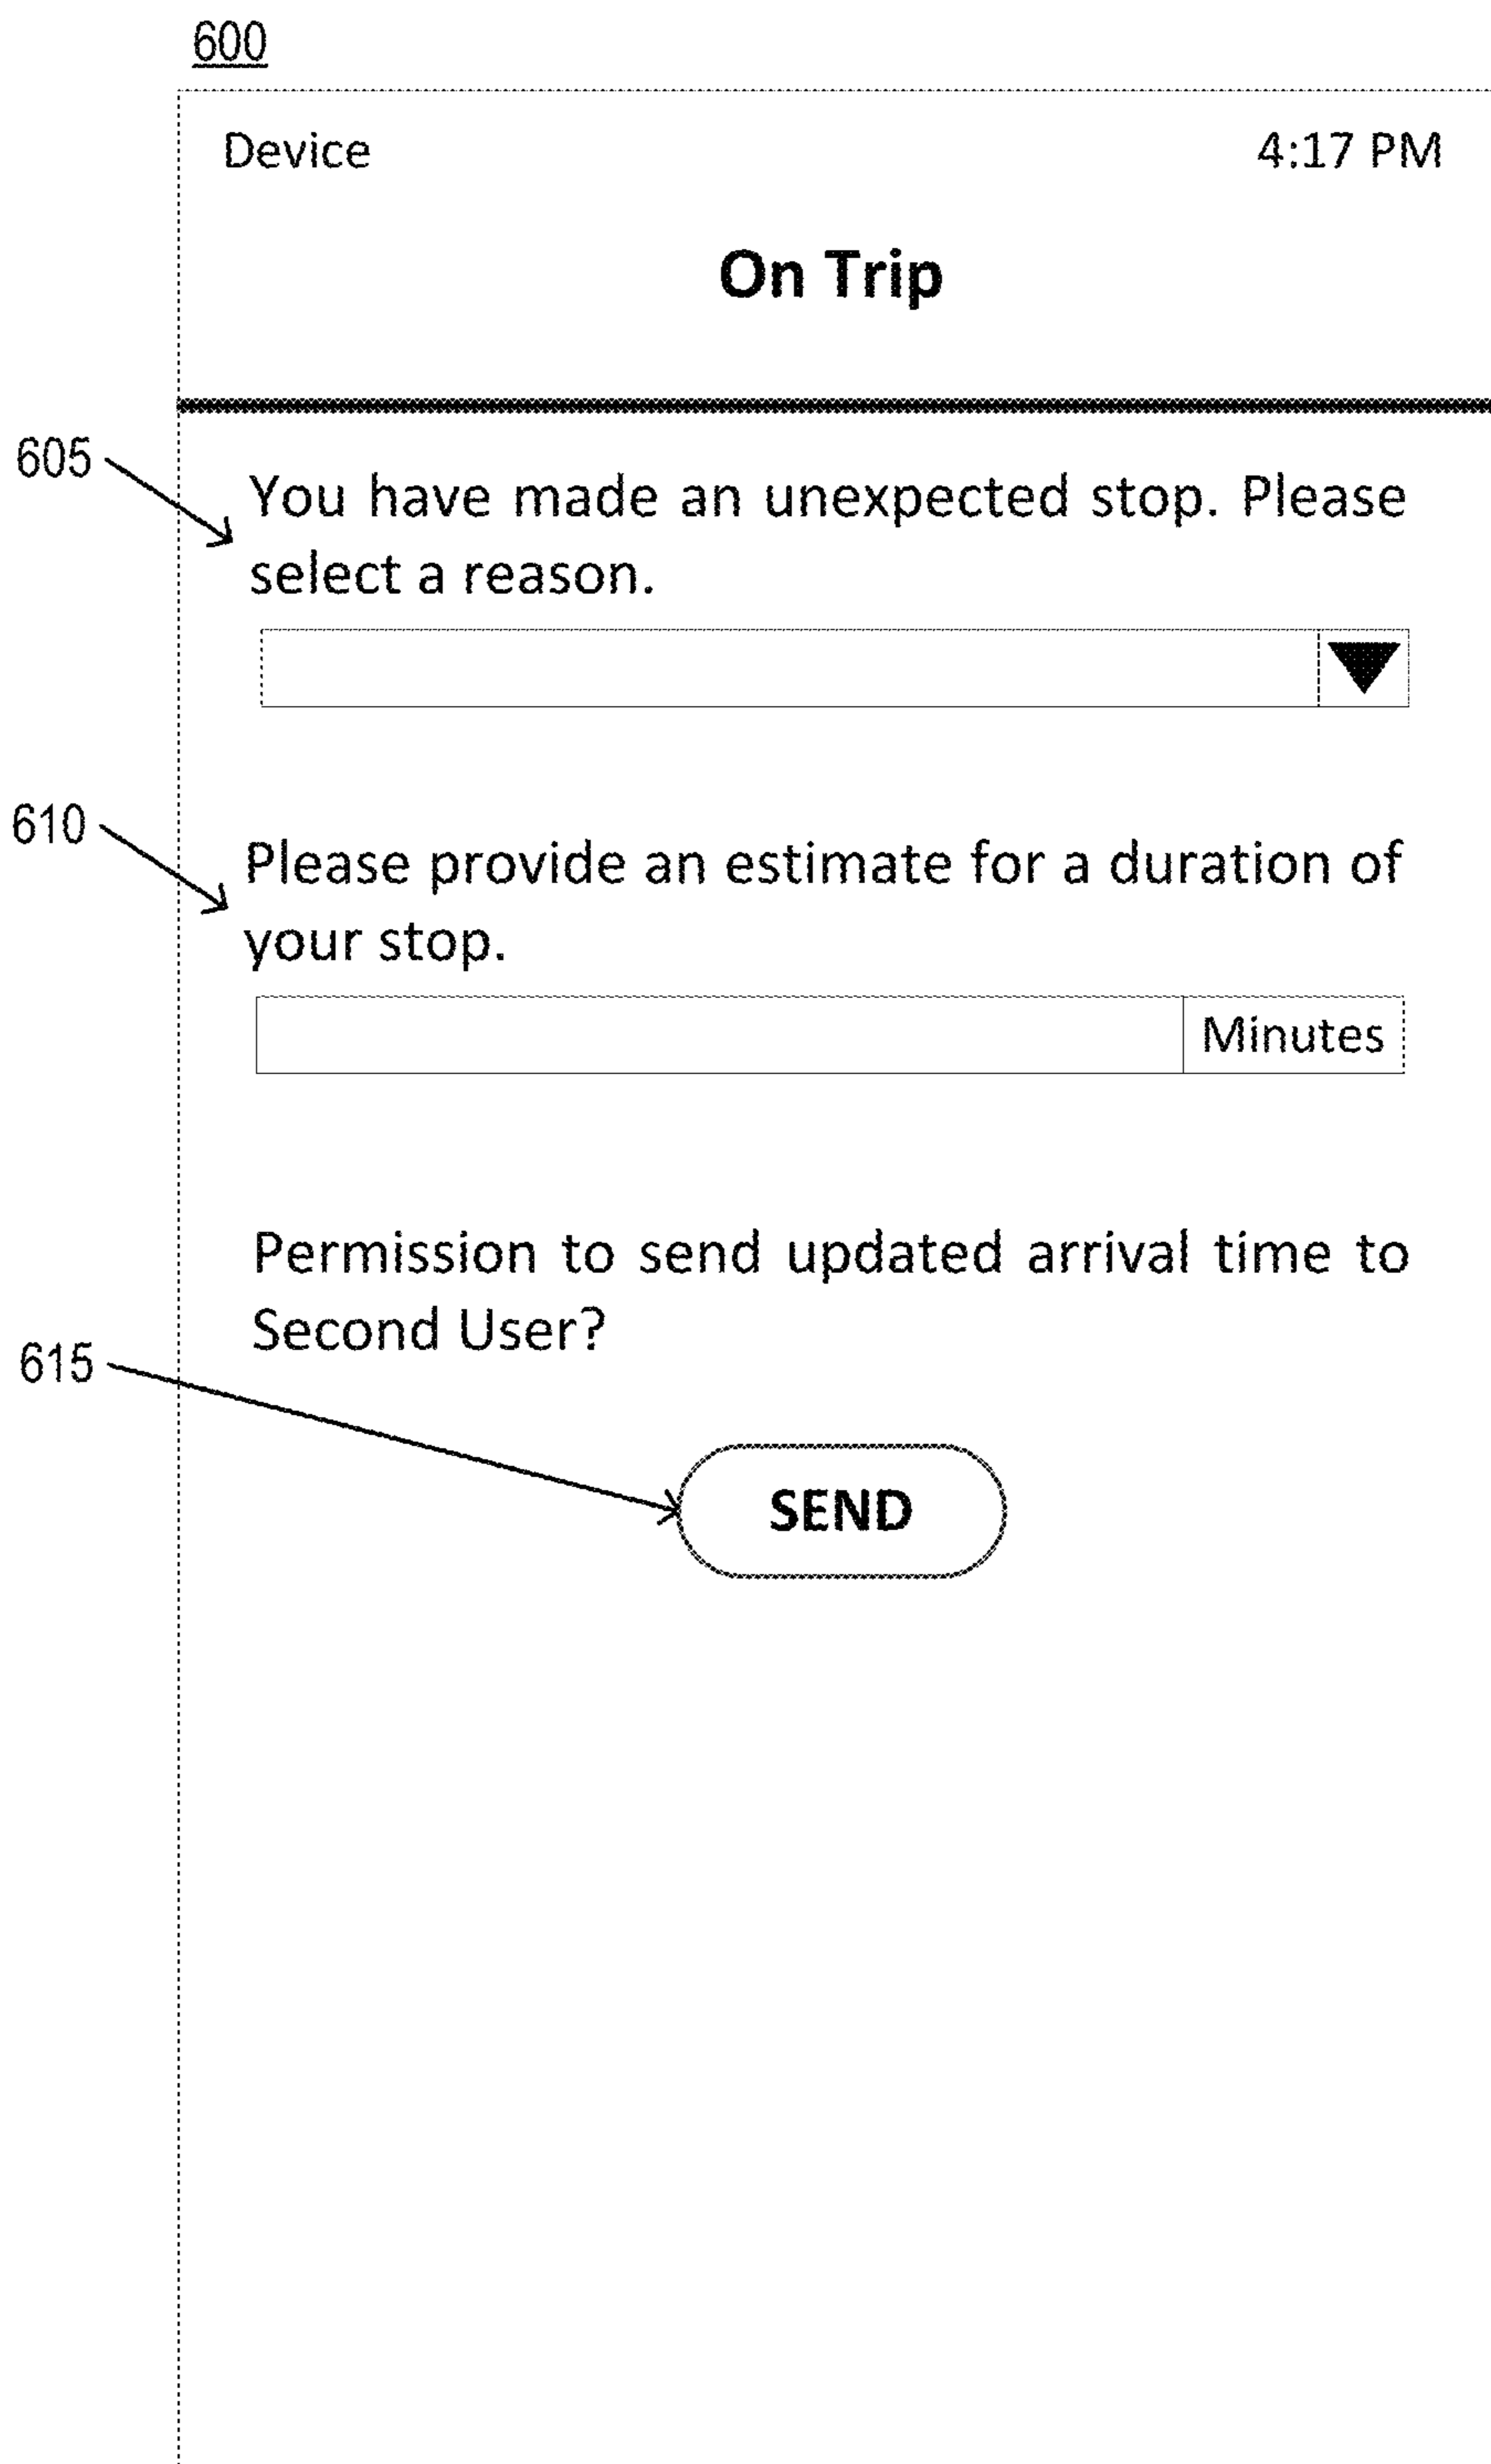 600
Device 4:17 PM
On Trip
605
You have made an unexpected stop. Please
select a reason.
610
Please provide an estimate for a duration of
your stop.
Minutes
Permission to send updated arrival time to
Second User?
615
SEND